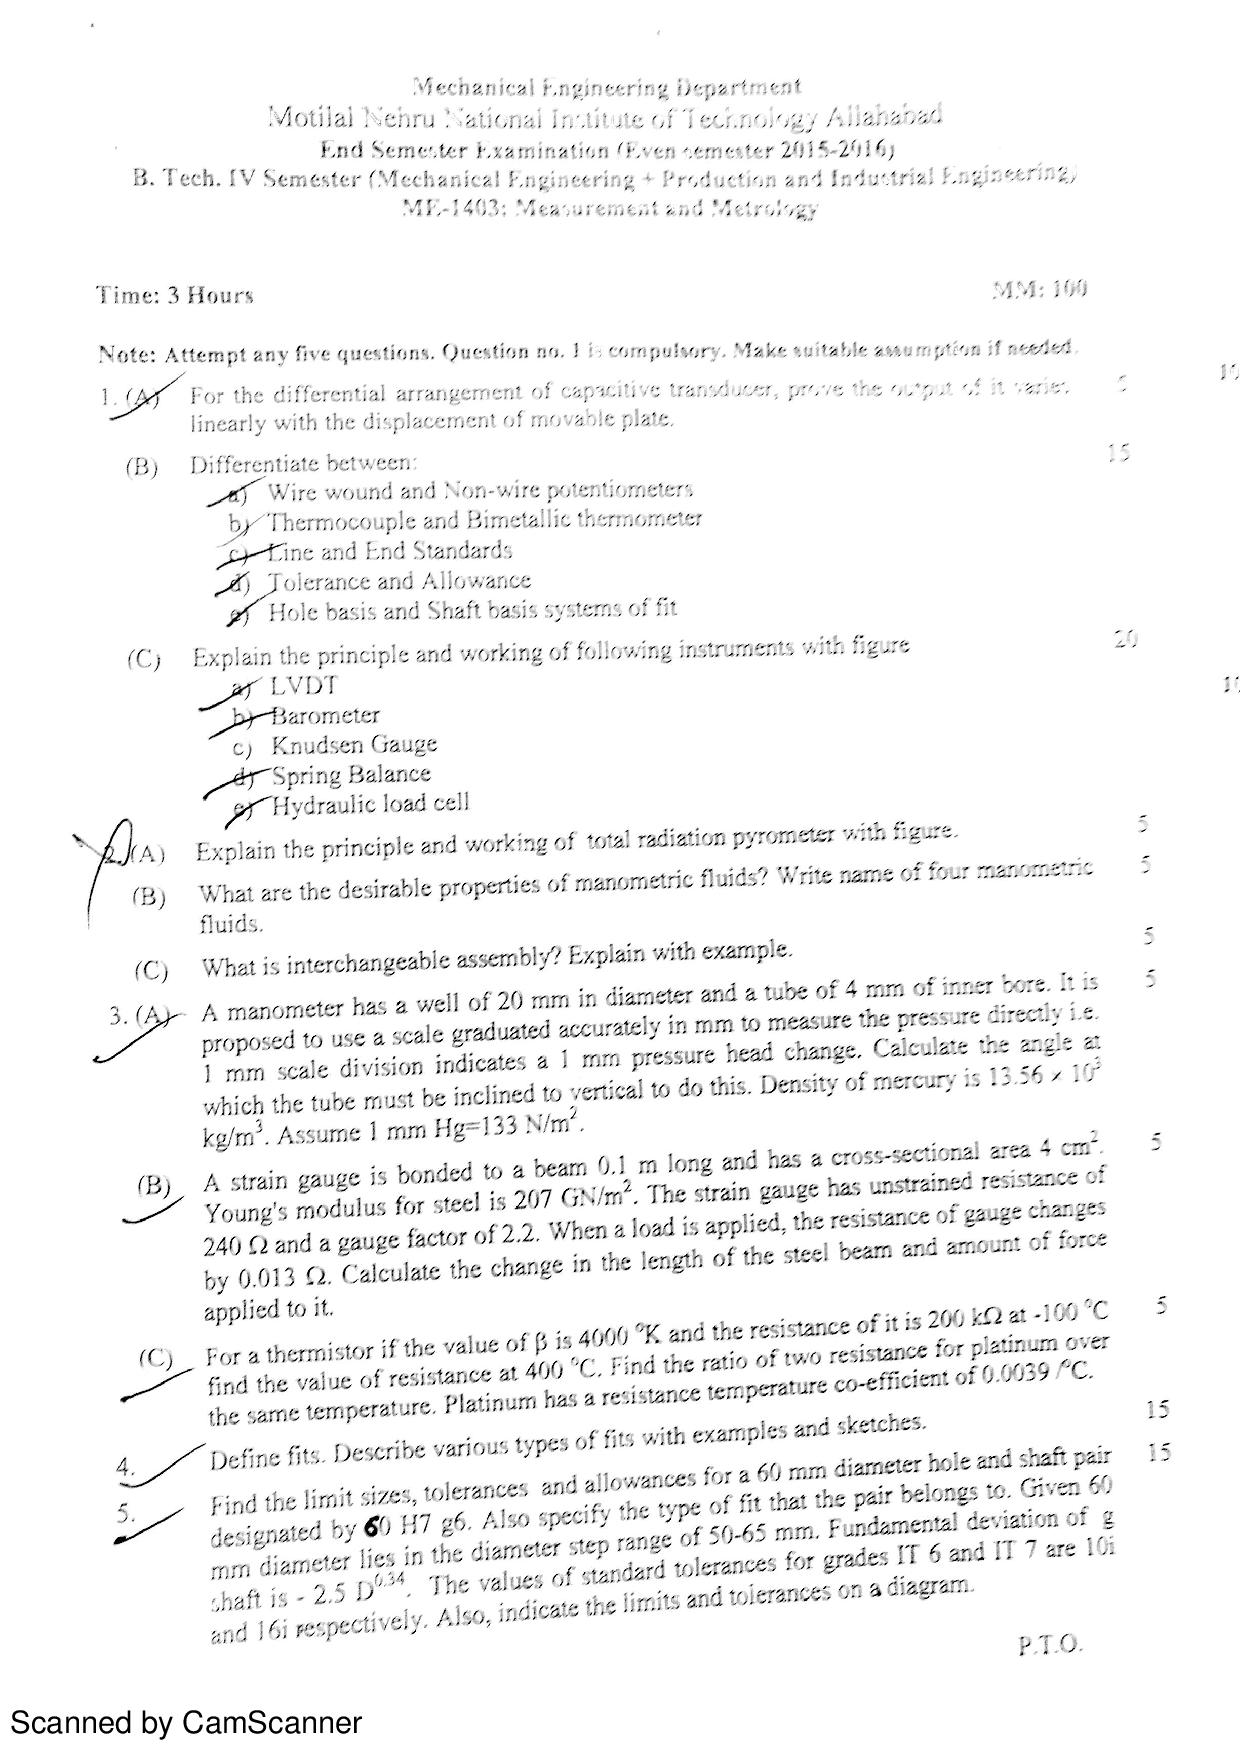 Mechanical Engineering Department
Motilal Nehru National Institute of Technology Allahabad
End Semester Examination (Even semester 2015-2016)
B. Tech. IV Semester (Mechanical Engineering + Production and Industrial Engineering)
ME-1403: Measurement and Metrology
Time: 3 Hours MM: 100
Note: Attempt any five questions. Question no. 1 is compulsory. Make suitable assumption if needed.
1. (A) For the differential arrangement of capacitive transducer, prove the output of it varies 5 10
linearly with the displacement of movable plate.
(B) Differentiate between: 15
a) Wire wound and Non-wire potentiometers
b) Thermocouple and Bimetallic thermometer
c) Line and End Standards
d) Tolerance and Allowance
e) Hole basis and Shaft basis systems of fit
(C) Explain the principle and working of following instruments with figure 20
a) LVDT 10
b) Barometer
c) Knudsen Gauge
d) Spring Balance
e) Hydraulic load cell
2. (A) Explain the principle and working of total radiation pyrometer with figure. 5
(B) What are the desirable properties of manometric fluids? Write name of four manometric 5
fluids.
(C) What is interchangeable assembly? Explain with example. 5
3. (A) A manometer has a well of 20 mm in diameter and a tube of 4 mm of inner bore. It is 5
proposed to use a scale graduated accurately in mm to measure the pressure directly i.e.
1 mm scale division indicates a 1 mm pressure head change. Calculate the angle at
which the tube must be inclined to vertical to do this. Density of mercury is 13.56 × 10³
kg/m³. Assume 1 mm Hg=133 N/m².
(B) A strain gauge is bonded to a beam 0.1 m long and has a cross-sectional area 4 cm². 5
Young's modulus for steel is 207 GN/m². The strain gauge has unstrained resistance of
240 Ω and a gauge factor of 2.2. When a load is applied, the resistance of gauge changes
by 0.013 Ω. Calculate the change in the length of the steel beam and amount of force
applied to it.
(C) For a thermistor if the value of β is 4000 °K and the resistance of it is 200 kΩ at -100 °C 5
find the value of resistance at 400 °C. Find the ratio of two resistance for platinum over
the same temperature. Platinum has a resistance temperature co-efficient of 0.0039 /°C.
4. Define fits. Describe various types of fits with examples and sketches. 15
5. Find the limit sizes, tolerances and allowances for a 60 mm diameter hole and shaft pair 15
designated by 60 H7 g6. Also specify the type of fit that the pair belongs to. Given 60
mm diameter lies in the diameter step range of 50-65 mm. Fundamental deviation of g
shaft is - 2.5 D^0.34. The values of standard tolerances for grades IT 6 and IT 7 are 10i
and 16i respectively. Also, indicate the limits and tolerances on a diagram.
P.T.O.
Scanned by CamScanner